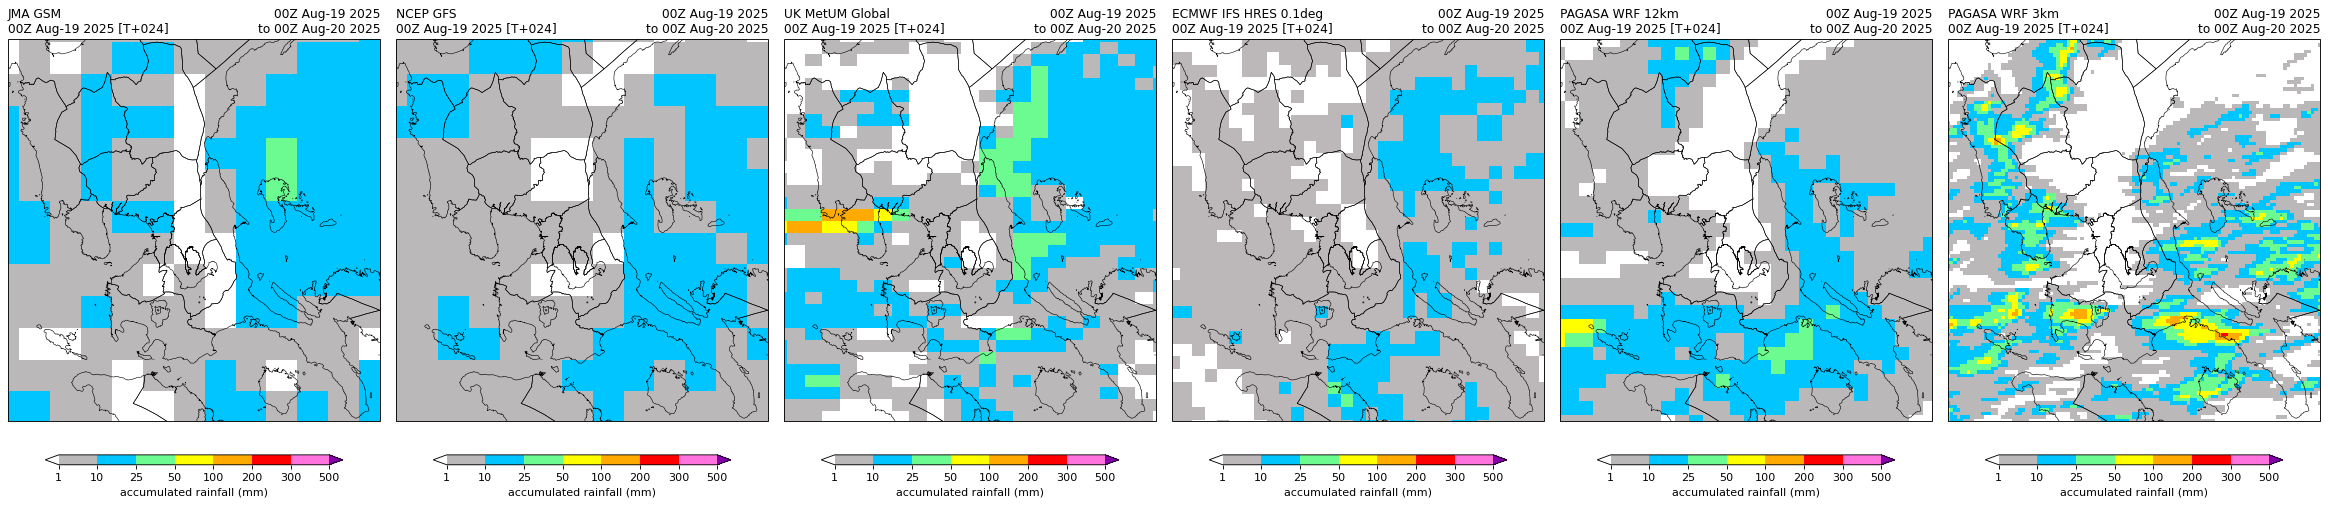 JMA GSM 00Z Aug-19 2025
00Z Aug-19 2025 [T+024] to 00Z Aug-20 2025
1 10 25 50 100 200 300 500
accumulated rainfall (mm)
NCEP GFS 00Z Aug-19 2025
00Z Aug-19 2025 [T+024] to 00Z Aug-20 2025
1 10 25 50 100 200 300 500
accumulated rainfall (mm)
UK MetUM Global 00Z Aug-19 2025
00Z Aug-19 2025 [T+024] to 00Z Aug-20 2025
1 10 25 50 100 200 300 500
accumulated rainfall (mm)
ECMWF IFS HRES 0.1deg 00Z Aug-19 2025
00Z Aug-19 2025 [T+024] to 00Z Aug-20 2025
1 10 25 50 100 200 300 500
accumulated rainfall (mm)
PAGASA WRF 12km 00Z Aug-19 2025
00Z Aug-19 2025 [T+024] to 00Z Aug-20 2025
1 10 25 50 100 200 300 500
accumulated rainfall (mm)
PAGASA WRF 3km 00Z Aug-19 2025
00Z Aug-19 2025 [T+024] to 00Z Aug-20 2025
1 10 25 50 100 200 300 500
accumulated rainfall (mm)